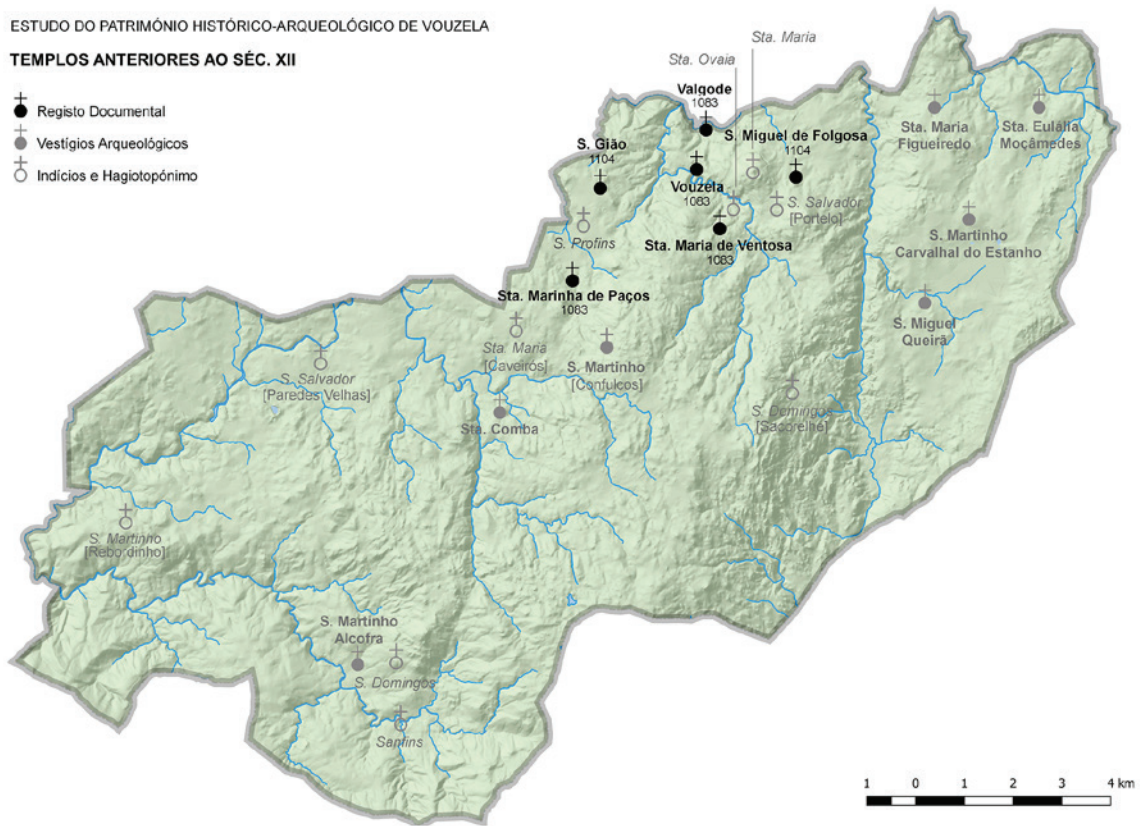 ESTUDO DO PATRIMÓNIO HISTÓRICO-ARQUEOLÓGICO DE VOUZELA
TEMPLOS ANTERIORES AO SÉC. XII
Registo Documental
Vestígios Arqueológicos
Indícios e Hagiotopónimo
Sta. Maria
Sta. Ovaia
Valgode
1083
S. Miguel de Folgosa
1104
Sta. Maria
Figueiredo
Sta. Eulália
Moçâmedes
S. Gião
1104
Vouzela
1083
S. Salvador
[Portelo]
S. Profins
Sta. Maria de Ventosa
1083
S. Martinho
Carvalhal do Estanho
Sta. Marinha de Paços
1083
S. Miguel
Queirã
Sta. Maria
[Caveiros]
S. Martinho
[Confulcos]
S. Salvador
[Paredes Velhas]
S. Domingos
[Sacorelhe]
Sta. Comba
S. Martinho
[Rebordinho]
S. Martinho
Alcofra
S. Domingos
Sanfins
1 0 1 2 3 4 km